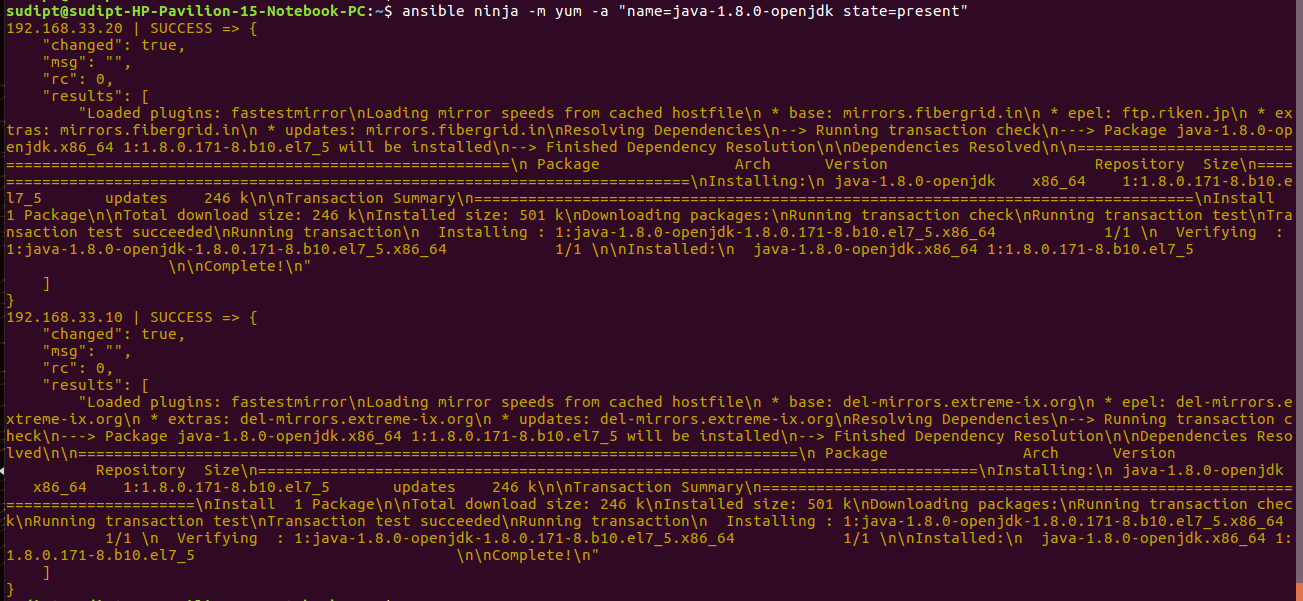 sudipt@sudipt-HP-Pavilion-15-Notebook-PC:~$ ansible ninja -m yum -a "name=java-1.8.0-openjdk state=present"
192.168.33.20 | SUCCESS => {
    "changed": true,
    "msg": "",
    "rc": 0,
    "results": [
        "Loaded plugins: fastestmirror\nLoading mirror speeds from cached hostfile\n * base: mirrors.fibergrid.in\n * epel: ftp.riken.jp\n * ex
tras: mirrors.fibergrid.in\n * updates: mirrors.fibergrid.in\nResolving Dependencies\n--> Running transaction check\n---> Package java-1.8.0-op
enjdk.x86_64 1:1.8.0.171-8.b10.el7_5 will be installed\n--> Finished Dependency Resolution\n\nDependencies Resolved\n\n========================
========================================================\n Package               Arch      Version                       Repository  Size\n====
============================================================================\nInstalling:\n java-1.8.0-openjdk    x86_64    1:1.8.0.171-8.b10.e
l7_5       updates    246 k\n\nTransaction Summary\n================================================================================\nInstall  
1 Package\n\nTotal download size: 246 k\nInstalled size: 501 k\nDownloading packages:\nRunning transaction check\nRunning transaction test\nTra
nsaction test succeeded\nRunning transaction\n  Installing : 1:java-1.8.0-openjdk-1.8.0.171-8.b10.el7_5.x86_64            1/1 \n  Verifying  : 
1:java-1.8.0-openjdk-1.8.0.171-8.b10.el7_5.x86_64            1/1 \n\nInstalled:\n  java-1.8.0-openjdk.x86_64 1:1.8.0.171-8.b10.el7_5           
                  \n\nComplete!\n"
    ]
}
192.168.33.10 | SUCCESS => {
    "changed": true,
    "msg": "",
    "rc": 0,
    "results": [
        "Loaded plugins: fastestmirror\nLoading mirror speeds from cached hostfile\n * base: del-mirrors.extreme-ix.org\n * epel: del-mirrors.e
xtreme-ix.org\n * extras: del-mirrors.extreme-ix.org\n * updates: del-mirrors.extreme-ix.org\nResolving Dependencies\n--> Running transaction c
heck\n---> Package java-1.8.0-openjdk.x86_64 1:1.8.0.171-8.b10.el7_5 will be installed\n--> Finished Dependency Resolution\n\nDependencies Reso
lved\n\n================================================================================\n Package               Arch      Version             
          Repository  Size\n================================================================================\nInstalling:\n java-1.8.0-openjdk 
   x86_64    1:1.8.0.171-8.b10.el7_5       updates    246 k\n\nTransaction Summary\n===========================================================
=====================\nInstall  1 Package\n\nTotal download size: 246 k\nInstalled size: 501 k\nDownloading packages:\nRunning transaction chec
k\nRunning transaction test\nTransaction test succeeded\nRunning transaction\n  Installing : 1:java-1.8.0-openjdk-1.8.0.171-8.b10.el7_5.x86_64 
           1/1 \n  Verifying  : 1:java-1.8.0-openjdk-1.8.0.171-8.b10.el7_5.x86_64            1/1 \n\nInstalled:\n  java-1.8.0-openjdk.x86_64 1:
1.8.0.171-8.b10.el7_5                             \n\nComplete!\n"
    ]
}